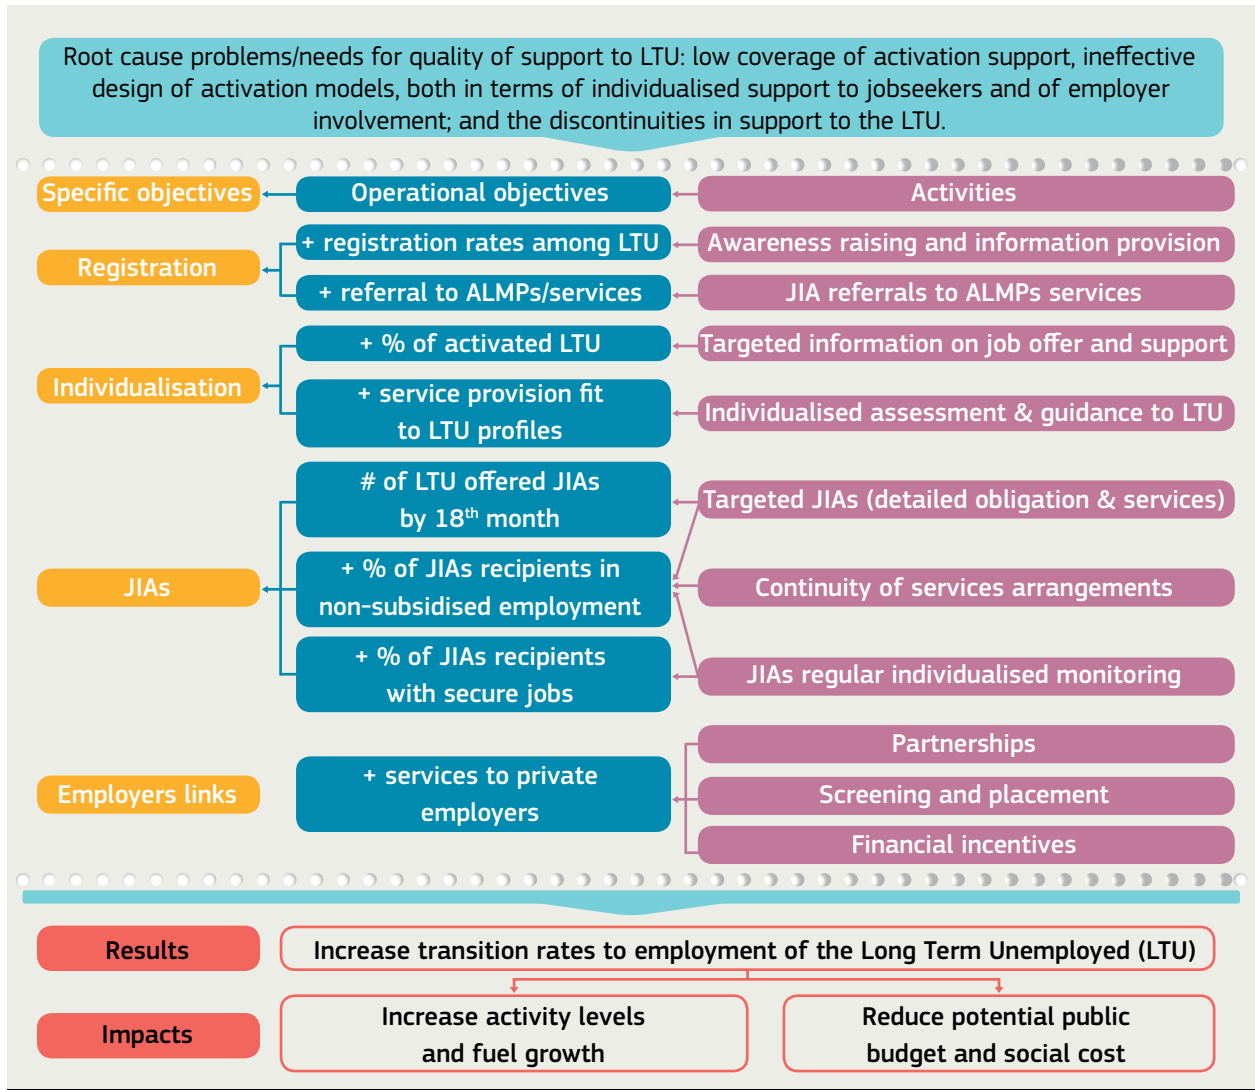 Root cause problems/needs for quality of support to LTU: low coverage of activation support, ineffective
design of activation models, both in terms of individualised support to jobseekers and of employer
involvement; and the discontinuities in support to the LTU.
Specific objectives
Operational objectives
Activities
Registration
+ registration rates among LTU
Awareness raising and information provision
+ referral to ALMPs/services
JIA referrals to ALMPs services
Individualisation
+ % of activated LTU
Targeted information on job offer and support
+ service provision fit
to LTU profiles
Individualised assessment & guidance to LTU
JIAs
# of LTU offered JIAs
by 18th month
Targeted JIAs (detailed obligation & services)
+ % of JIAs recipients in
non-subsidised employment
Continuity of services arrangements
+ % of JIAs recipients
with secure jobs
JIAs regular individualised monitoring
Employers links
+ services to private
employers
Partnerships
Screening and placement
Financial incentives
Results
Increase transition rates to employment of the Long Term Unemployed (LTU)
Impacts
Increase activity levels
and fuel growth
Reduce potential public
budget and social cost